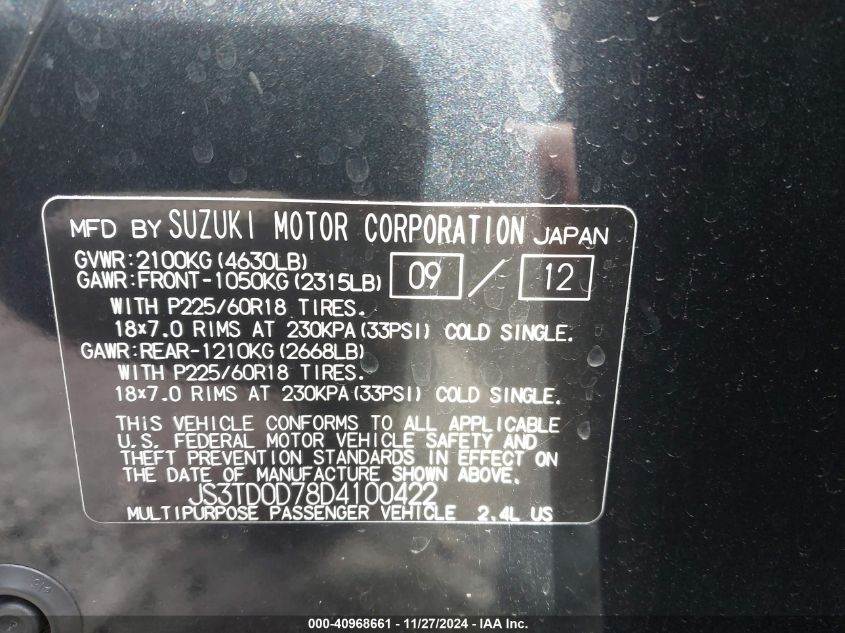 MFD BY SUZUKI MOTOR CORPORATION JAPAN
GVWR:2100KG(4630LB)
GAWR:FRONT-1050KG(2315LB) 09 / 12
WITH P225/60R18 TIRES.
18x7.0 RIMS AT 230KPA(33PSI) COLD SINGLE.
GAWR:REAR-1210KG(2668LB)
WITH P225/60R18 TIRES.
18x7.0 RIMS AT 230KPA(33PSI) COLD SINGLE.
THIS VEHICLE CONFORMS TO ALL APPLICABLE
U.S. FEDERAL MOTOR VEHICLE SAFETY AND
THEFT PREVENTION STANDARDS IN EFFECT ON
THE DATE OF MANUFACTURE SHOWN ABOVE.
JS3TD0D78D4100422
MULTIPURPOSE PASSENGER VEHICLE 2.4L US
000-40968661 - 11/27/2024 - IAA Inc.